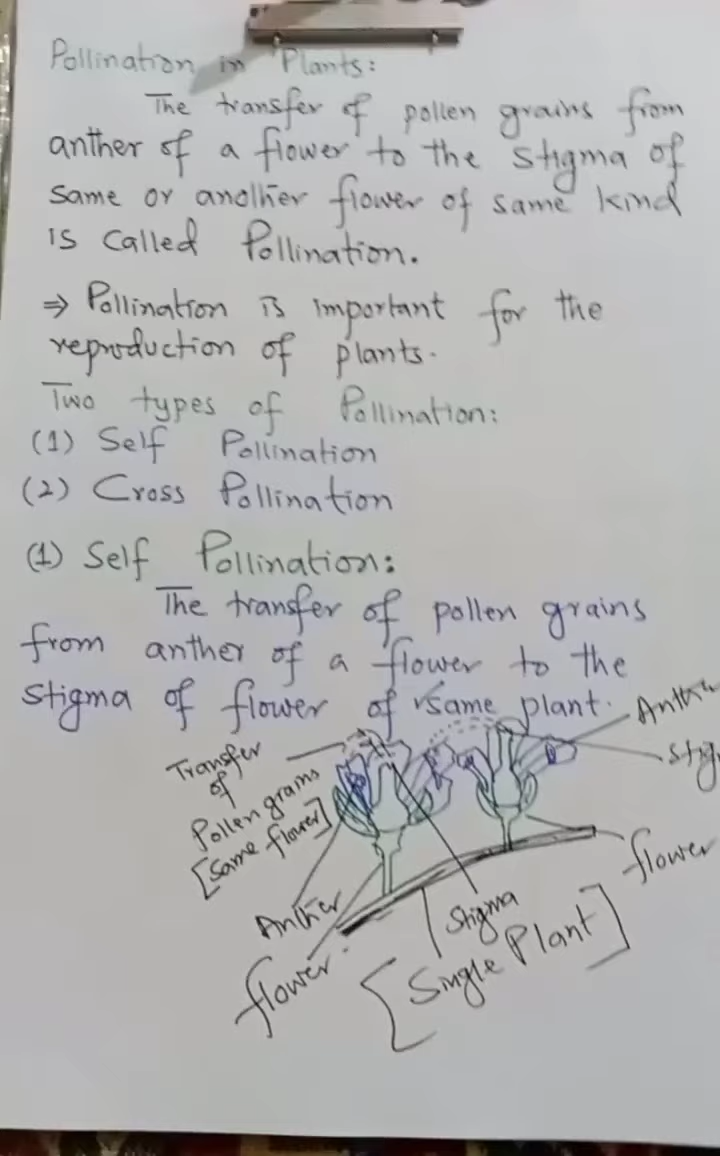 Pollination in Plants:
The transfer of pollen grains from
anther of a flower to the stigma of
same or another flower of same kind
is called Pollination.
⇒ Pollination is important for the
reproduction of plants.
Two types of Pollination:
(1) Self Pollination
(2) Cross Pollination
(1) Self Pollination:
The transfer of pollen grains
from anther of a flower to the
stigma of flower of same plant.
Transfer
of
Pollen grains
[Same flower]
Anther
flower.
Stigma
[Single Plant]
Anthe
Stig
flower